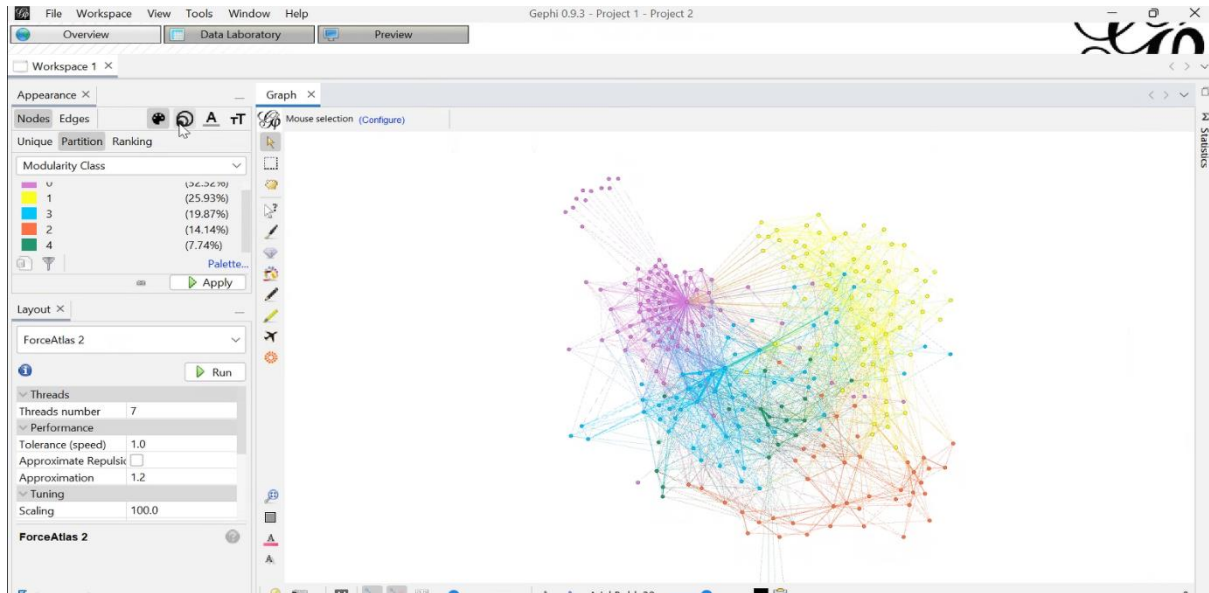 File Workspace View Tools Window Help
Gephi 0.9.3 - Project 1 - Project 2
Overview
Data Laboratory
Preview
Workspace 1
Appearance
Graph
Nodes Edges
Mouse selection (Configure)
Unique Partition Ranking
Modularity Class
1 (25.93%)
3 (19.87%)
2 (14.14%)
4 (7.74%)
Palette...
Apply
Layout
ForceAtlas 2
Run
Threads
Threads number 7
Performance
Tolerance (speed) 1.0
Approximate Repulsic
Approximation 1.2
Tuning
Scaling 100.0
ForceAtlas 2
Statistics